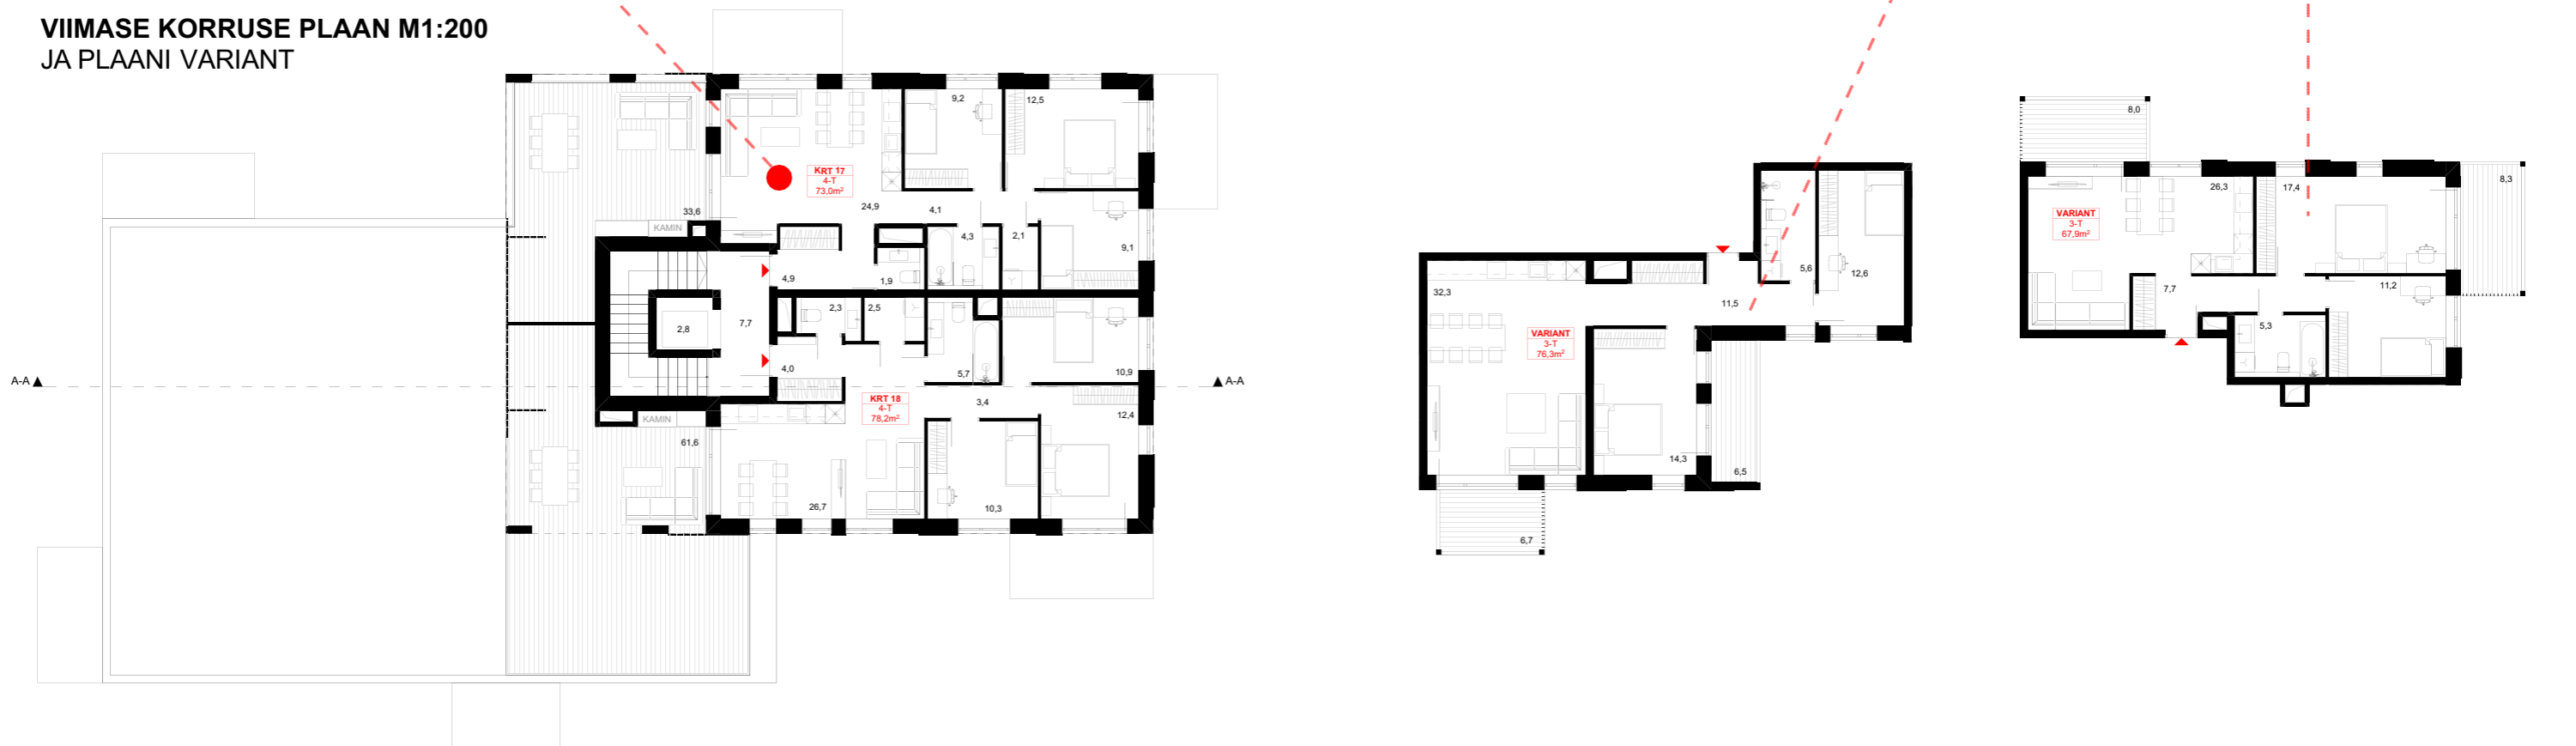 VIIMASE KORRUSE PLAAN M1:200
JA PLAANI VARIANT
9,2
12,5
KRT 17
4-T
73,0m²
33,6
24,9
4,1
KAMIN
4,3
2,1
9,1
4,9
1,9
2,8
7,7
2,3
2,5
4,0
5,7
10,9
A-A
A-A
KRT 18
4-T
78,2m²
3,4
12,4
KAMIN
61,6
26,7
10,3
32,3
5,6
12,6
11,5
VARIANT
3-T
76,3m²
14,3
6,5
6,7
8,0
8,3
26,3
17,4
VARIANT
3-T
67,9m²
7,7
11,2
5,3